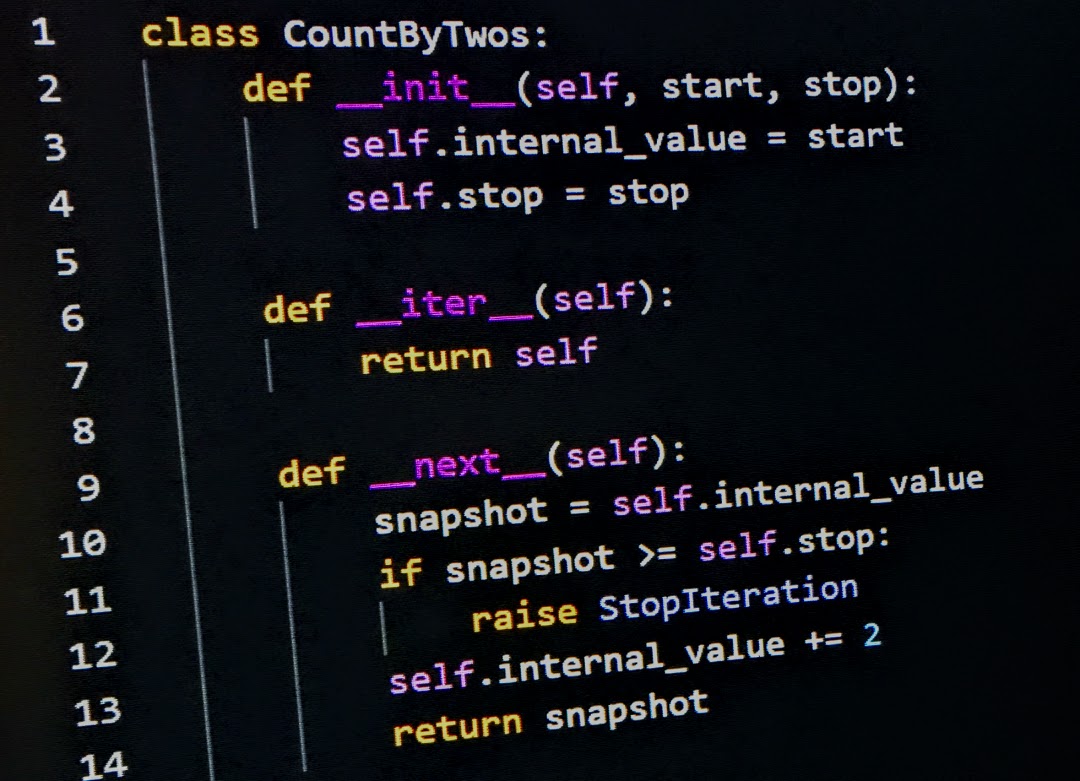 1 class CountByTwos:
2     def __init__(self, start, stop):
3         self.internal_value = start
4         self.stop = stop
5
6     def __iter__(self):
7         return self
8
9     def __next__(self):
10         snapshot = self.internal_value
11         if snapshot >= self.stop:
12             raise StopIteration
13         self.internal_value += 2
14         return snapshot